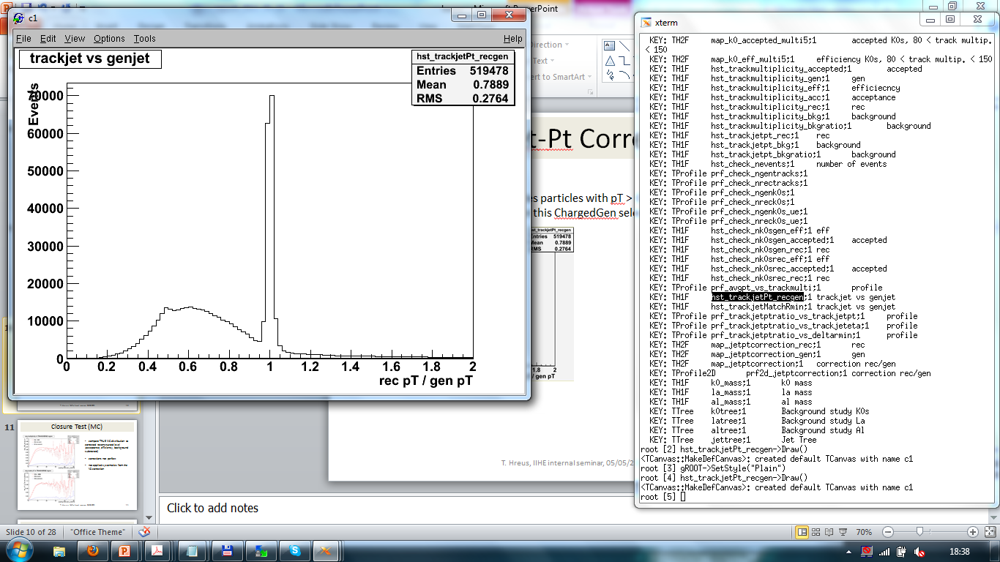 c1
File Edit View Options Tools Help
trackjet vs genjet
hst_trackjetPt_recgen
Entries 519478
Mean 0.7889
RMS 0.2764
Events
70000
60000
50000
40000
30000
20000
10000
0
0 0.2 0.4 0.6 0.8 1 1.2 1.4 1.6 1.8 2
rec pT / gen pT
PowerPoint
Direction
Text
ert to SmartArt
t-Pt Corre
es particles with pT >
this ChargedGen sele
hst_trackjetPt_recgen
Entries 519478
Mean 0.7889
RMS 0.2764
1.8 2
/ gen pT
T. Hreus, IIHE internal seminar, 05/05/2
11
Closure Test (MC)
Click to add notes
Slide 10 of 28 "Office Theme" 70%
18:38
xterm
KEY: TH2F map_k0_accepted_multi5;1 accepted K0s, 80 < track multip.
< 150
KEY: TH2F map_k0_eff_multi5;1 efficiency K0s, 80 < track multip. < 150
KEY: TH1F hst_trackmultiplicity_accepted;1 accepted
KEY: TH1F hst_trackmultiplicity_gen;1 gen
KEY: TH1F hst_trackmultiplicity_eff;1 efficiecncy
KEY: TH1F hst_trackmultiplicity_acc;1 acceptance
KEY: TH1F hst_trackmultiplicity_rec;1 rec
KEY: TH1F hst_trackmultiplicity_bkg;1 background
KEY: TH1F hst_trackmultiplicity_bkgratio;1 background
KEY: TH1F hst_trackjetpt_rec;1 rec
KEY: TH1F hst_trackjetpt_bkg;1 background
KEY: TH1F hst_trackjetpt_bkgratio;1 background
KEY: TH1F hst_check_nevents;1 number of events
KEY: TProfile prf_check_ngentracks;1
KEY: TProfile prf_check_nrectracks;1
KEY: TProfile prf_check_ngenk0s;1
KEY: TProfile prf_check_nreck0s;1
KEY: TProfile prf_check_ngenk0s_ue;1
KEY: TProfile prf_check_nreck0s_ue;1
KEY: TH1F hst_check_nk0sgen_eff;1 eff
KEY: TH1F hst_check_nk0sgen_accepted;1 accepted
KEY: TH1F hst_check_nk0sgen_rec;1 rec
KEY: TH1F hst_check_nk0srec_eff;1 eff
KEY: TH1F hst_check_nk0srec_accepted;1 accepted
KEY: TH1F hst_check_nk0srec_rec;1 rec
KEY: TProfile prf_avgpt_vs_trackmulti;1 profile
KEY: TH1F hst_trackjetPt_recgen;1 trackjet vs genjet
KEY: TH1F hst_trackjetMatchRmin;1 trackjet vs genjet
KEY: TProfile prf_trackjetptratio_vs_trackjetpt;1 profile
KEY: TProfile prf_trackjetptratio_vs_trackjeteta;1 profile
KEY: TProfile prf_trackjetptratio_vs_deltarmin;1 profile
KEY: TH2F map_jetptcorrection_rec;1 rec
KEY: TH2F map_jetptcorrection_gen;1 gen
KEY: TH2F map_jetptcorrection;1 correction rec/gen
KEY: TProfile2D prf2d_jetptcorrection;1 correction rec/gen
KEY: TH1F k0_mass;1 k0 mass
KEY: TH1F la_mass;1 la mass
KEY: TH1F al_mass;1 al mass
KEY: TTree k0tree;1 Background study K0s
KEY: TTree latree;1 Background study La
KEY: TTree altree;1 Background study Al
KEY: TTree jettree;1 Jet Tree
root [2] hst_trackjetPt_recgen->Draw()
<TCanvas::MakeDefCanvas>: created default TCanvas with name c1
root [3] gROOT->SetStyle("Plain")
root [4] hst_trackjetPt_recgen->Draw()
<TCanvas::MakeDefCanvas>: created default TCanvas with name c1
root [5]